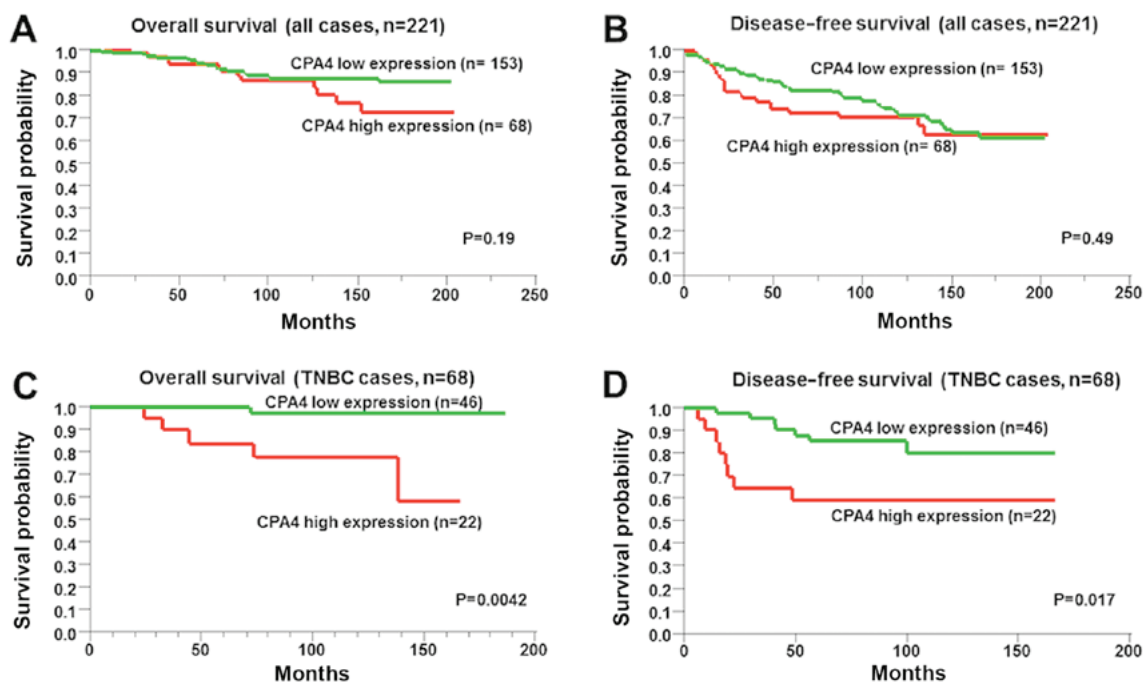 A
Overall survival (all cases, n=221)
Survival probability
1.0
0.9
0.8
0.7
0.6
0.5
0.4
0.3
0.2
0.1
0.0
CPA4 low expression (n= 153)
CPA4 high expression (n= 68)
P=0.19
0 50 100 150 200 250
Months
B
Disease-free survival (all cases, n=221)
Survival probability
1.0
0.9
0.8
0.7
0.6
0.5
0.4
0.3
0.2
0.1
0.0
CPA4 low expression (n= 153)
CPA4 high expression (n= 68)
P=0.49
0 50 100 150 200 250
Months
C
Overall survival (TNBC cases, n=68)
Survival probability
1.0
0.9
0.8
0.7
0.6
0.5
0.4
0.3
0.2
0.1
0.0
CPA4 low expression (n=46)
CPA4 high expression (n=22)
P=0.0042
0 50 100 150 200
Months
D
Disease-free survival (TNBC cases, n=68)
Survival probability
1.0
0.9
0.8
0.7
0.6
0.5
0.4
0.3
0.2
0.1
0.0
CPA4 low expression (n=46)
CPA4 high expression (n=22)
P=0.017
0 50 100 150 200
Months